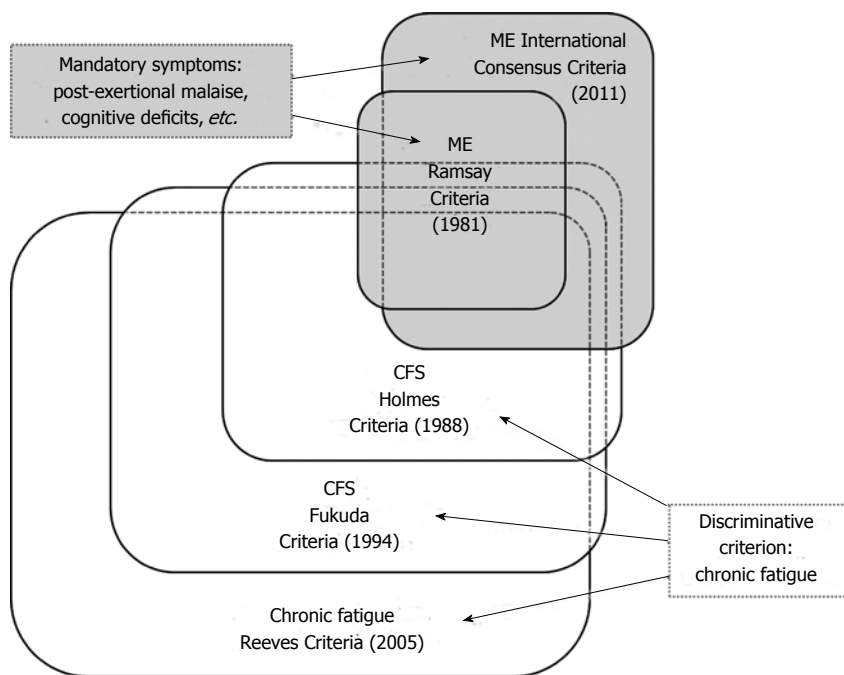 ME International
Consensus Criteria
(2011)
Mandatory symptoms:
post-exertional malaise,
cognitive deficits, etc.
ME
Ramsay
Criteria
(1981)
CFS
Holmes
Criteria (1988)
CFS
Fukuda
Criteria (1994)
Discriminative
criterion:
chronic fatigue
Chronic fatigue
Reeves Criteria (2005)